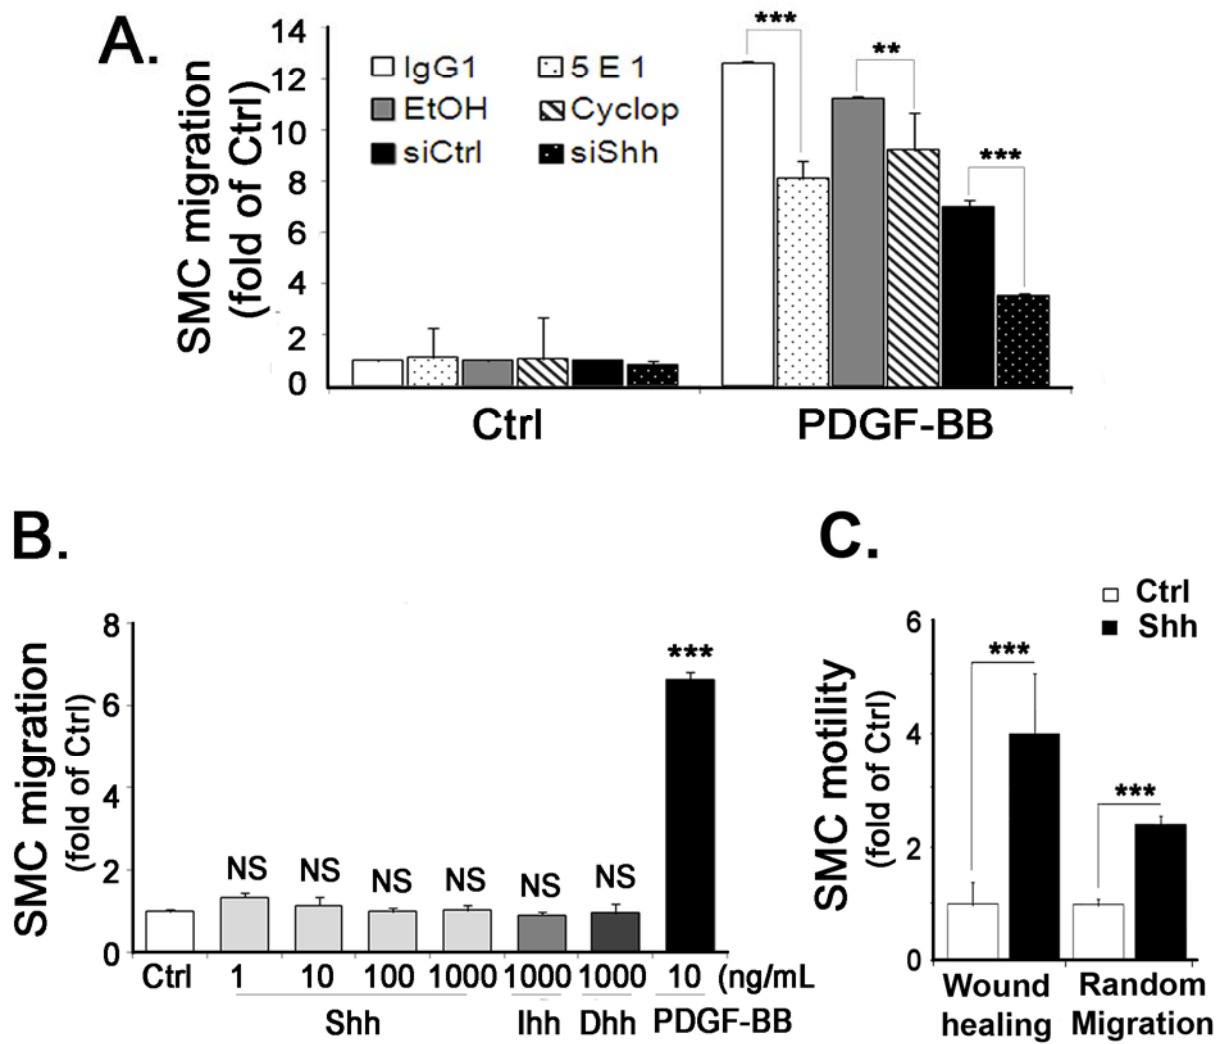 A.
SMC migration
(fold of Ctrl)
14
12
10
8
6
4
2
0
IgG1
5 E 1
EtOH
Cyclop
siCtrl
siShh
***
**
***
Ctrl
PDGF-BB
B.
SMC migration
(fold of Ctrl)
8
6
4
2
0
NS
NS
NS
NS
NS
NS
***
Ctrl 1 10 100 1000 1000 1000 10 (ng/mL
Shh Ihh Dhh PDGF-BB
C.
Ctrl
Shh
SMC motility
(fold of Ctrl)
6
4
2
0
***
***
Wound
healing
Random
Migration